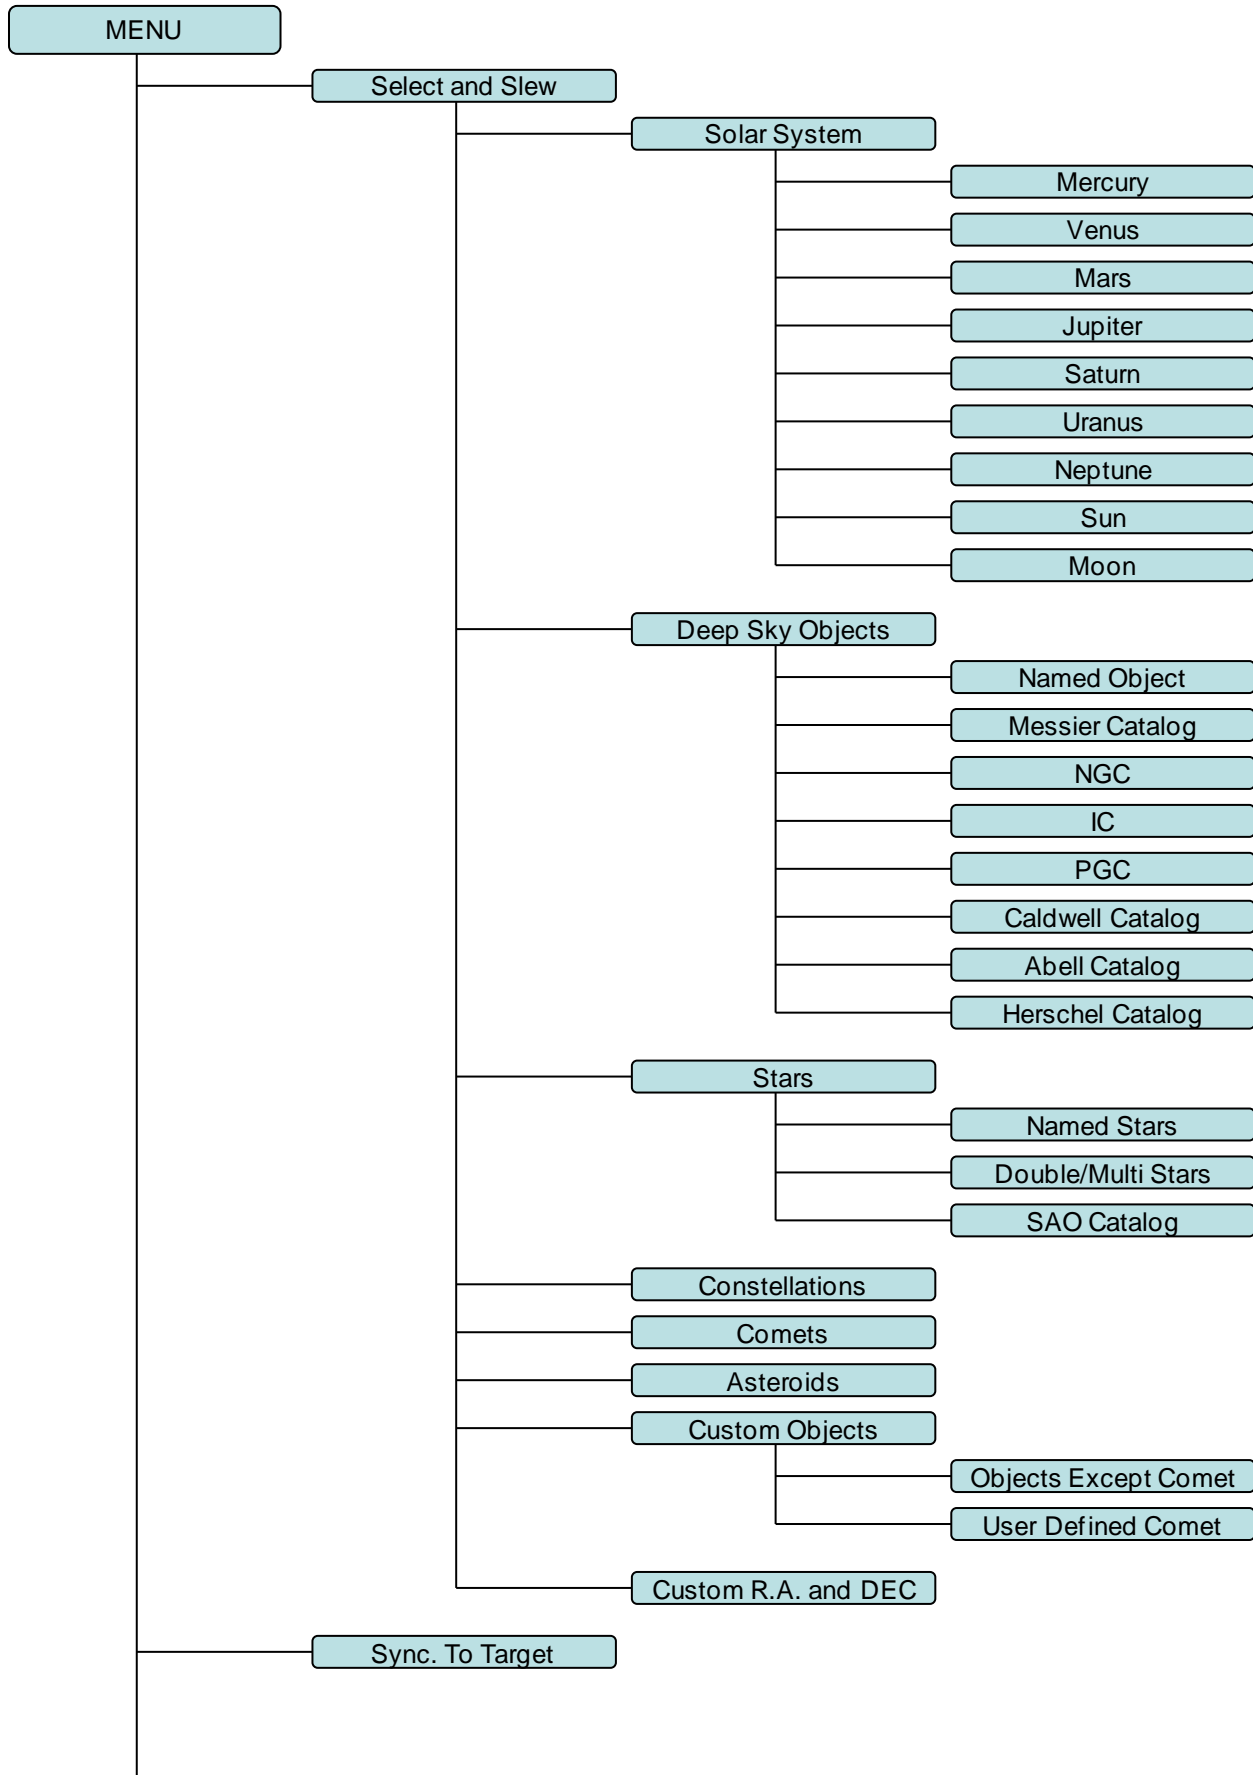 MENU
Select and Slew
Solar System
Mercury
Venus
Mars
Jupiter
Saturn
Uranus
Neptune
Sun
Moon
Deep Sky Objects
Named Object
Messier Catalog
NGC
IC
PGC
Caldwell Catalog
Abell Catalog
Herschel Catalog
Stars
Named Stars
Double/Multi Stars
SAO Catalog
Constellations
Comets
Asteroids
Custom Objects
Objects Except Comet
User Defined Comet
Custom R.A. and DEC
Sync. To Target